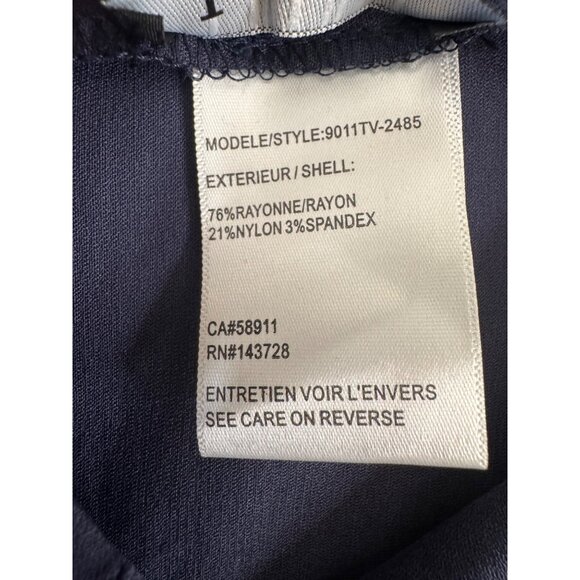 MODELE/STYLE:9011TV-2485
EXTERIEUR / SHELL:
76%RAYONNE/RAYON
21%NYLON 3%SPANDEX
CA#58911
RN#143728
ENTRETIEN VOIR L'ENVERS
SEE CARE ON REVERSE